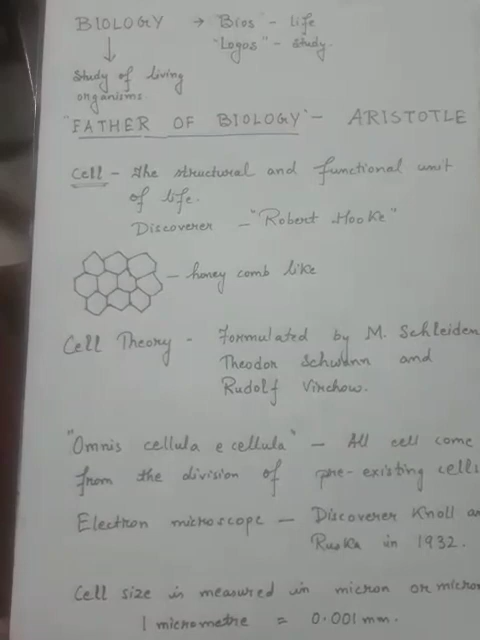 BIOLOGY → "Bios" - life
"Logos" - study.
↓
Study of living
organisms.
"FATHER OF BIOLOGY" - ARISTOTLE
Cell - the structural and functional unit
of life.
Discoverer - "Robert Hooke"
- honey comb like
Cell Theory - Formulated by M. Schleiden
Theodor Schwann and
Rudolf Virchow.
"Omnis cellula e cellula" - All cell come
from the division of pre-existing cells
Electron microscope - Discoverer Knoll
Ruska in 1932.
Cell size is measured in micron or
1 micrometre = 0.001 mm.